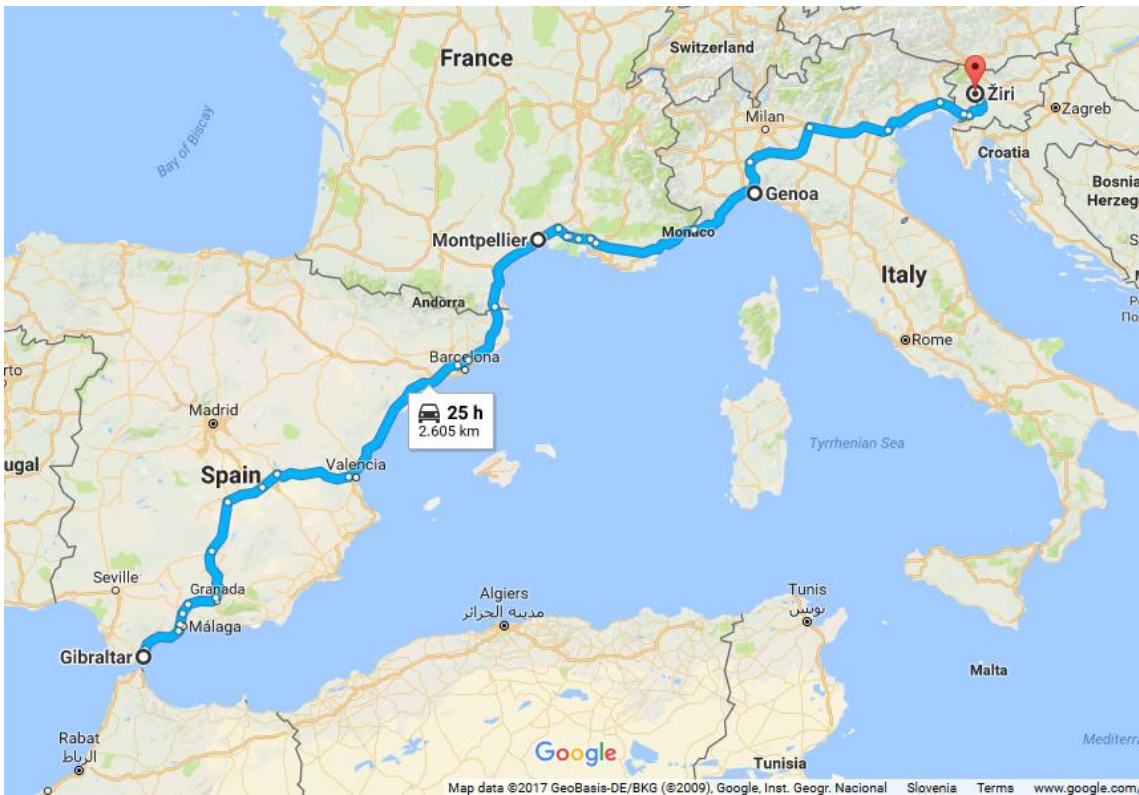 Switzerland
France
Žiri
Zagreb
Milan
Croatia
Bay of Biscay
Bosnia
Herzeg
Genoa
Montpellier
Monaco
Italy
Andorra
Rome
Barcelona
rto
Madrid
25 h
2.605 km
Tyrrhenian Sea
ugal
Spain
Valencia
Seville
Granada
Algiers
مدينة الجزائر
Tunis
تونس
Málaga
Gibraltar
Malta
Rabat
الرباط
Mediterra
Google
Tunisia
Map data ©2017 GeoBasis-DE/BKG (©2009), Google, Inst. Geogr. Nacional Slovenia Terms www.google.com/